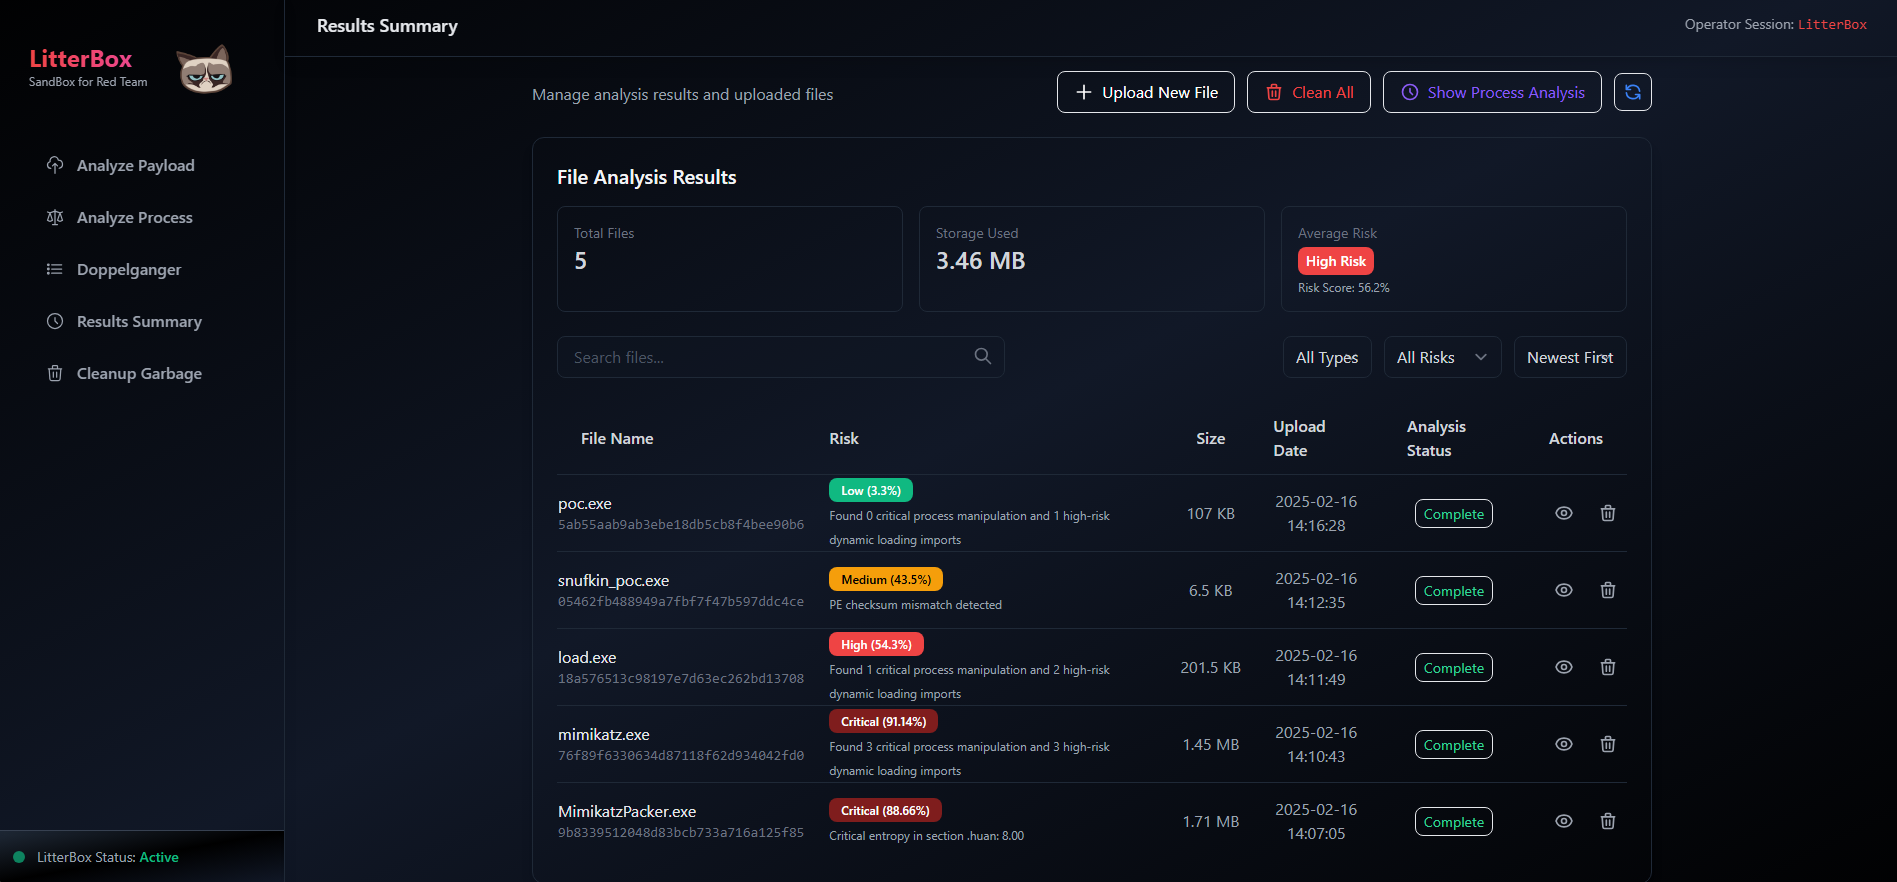 LitterBox
SandBox for Red Team
Analyze Payload
Analyze Process
Doppelganger
Results Summary
Cleanup Garbage
LitterBox Status: Active
Results Summary
Operator Session: LitterBox
Manage analysis results and uploaded files
Upload New File
Clean All
Show Process Analysis
File Analysis Results
Total Files
5
Storage Used
3.46 MB
Average Risk
High Risk
Risk Score: 56.2%
Search files...
All Types
All Risks
Newest First
File Name
Risk
Size
Upload
Date
Analysis
Status
Actions
poc.exe
5ab55aab9ab3ebe18db5cb8f4bee90b6
Low (3.3%)
Found 0 critical process manipulation and 1 high-risk
dynamic loading imports
107 KB
2025-02-16
14:16:28
Complete
snufkin_poc.exe
05462fb488949a7fbf7f47b597ddc4ce
Medium (43.5%)
PE checksum mismatch detected
6.5 KB
2025-02-16
14:12:35
Complete
load.exe
18a576513c98197e7d63ec262bd13708
High (54.3%)
Found 1 critical process manipulation and 2 high-risk
dynamic loading imports
201.5 KB
2025-02-16
14:11:49
Complete
mimikatz.exe
76f89f6330634d87118f62d934042fd0
Critical (91.14%)
Found 3 critical process manipulation and 3 high-risk
dynamic loading imports
1.45 MB
2025-02-16
14:10:43
Complete
MimikatzPacker.exe
9b8339512048d83bcb733a716a125f85
Critical (88.66%)
Critical entropy in section .huan: 8.00
1.71 MB
2025-02-16
14:07:05
Complete